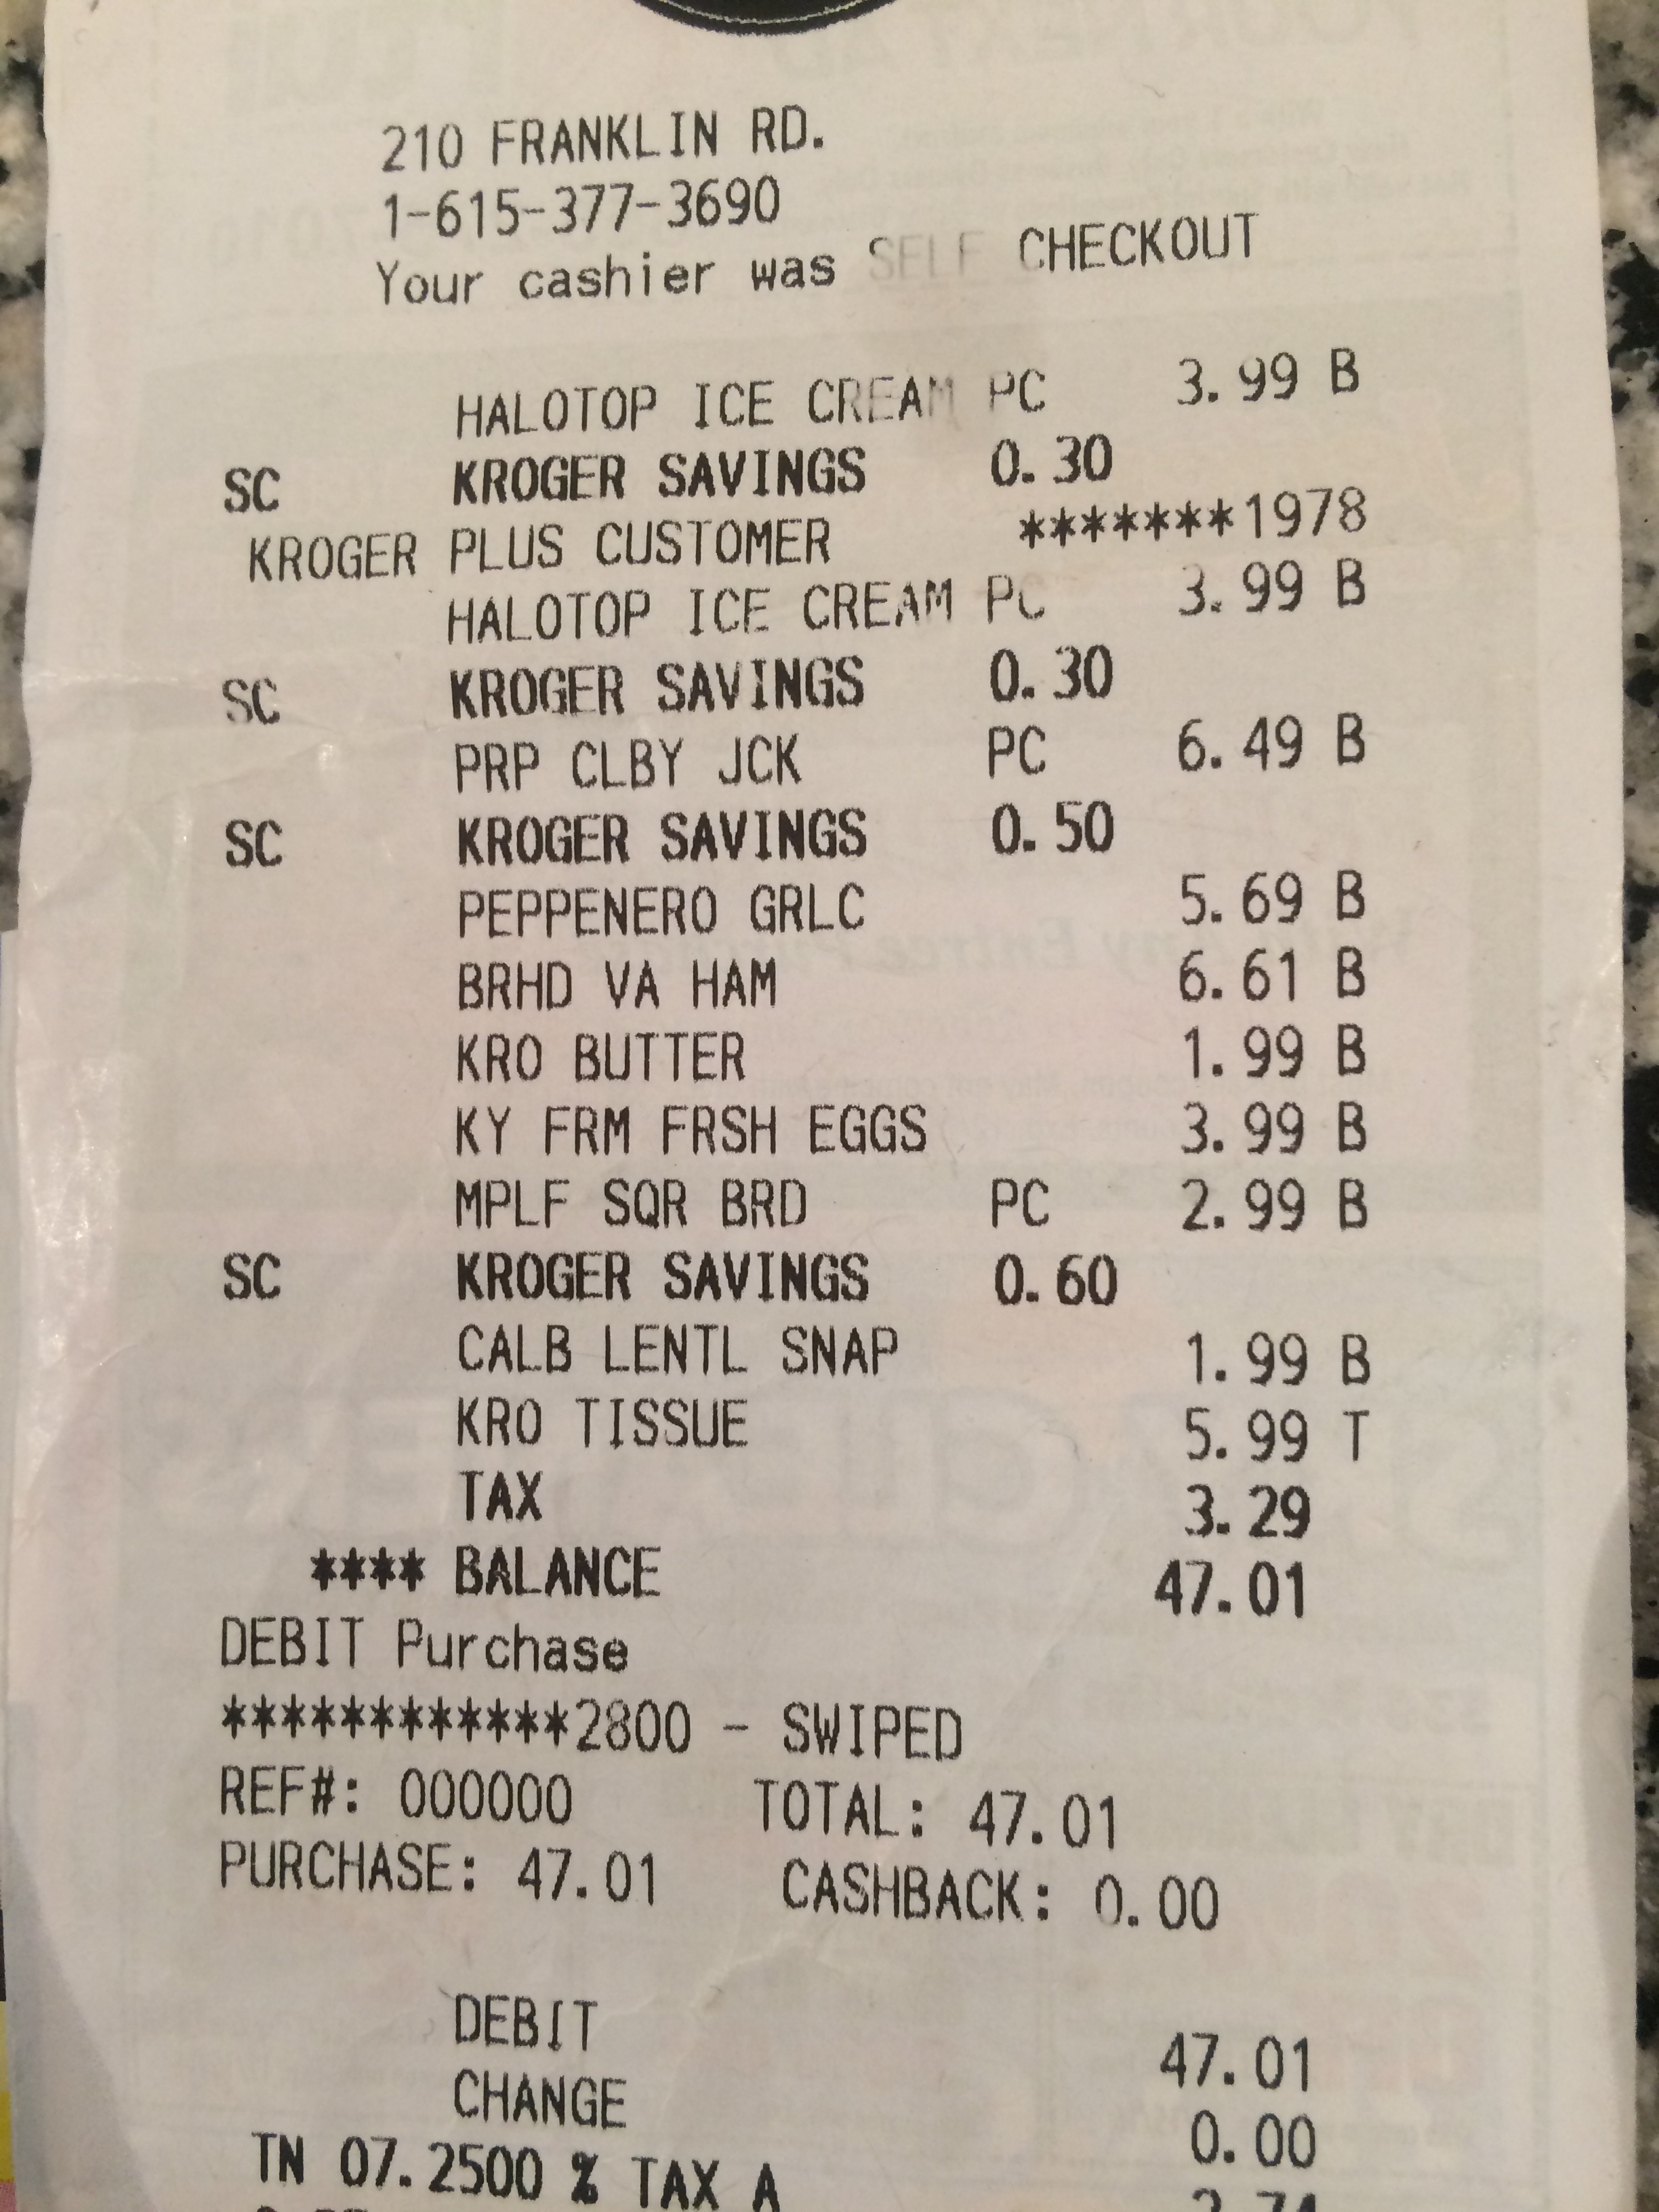 210 FRANKLIN RD.
1-615-377-3690
Your cashier was SELF CHECKOUT
HALOTOP ICE CREAM PC 3.99 B
SC KROGER SAVINGS 0.30
KROGER PLUS CUSTOMER *******1978
HALOTOP ICE CREAM PC 3.99 B
SC KROGER SAVINGS 0.30
PRP CLBY JCK PC 6.49 B
SC KROGER SAVINGS 0.50
PEPPENERO GRLC 5.69 B
BRHD VA HAM 6.61 B
KRO BUTTER 1.99 B
KY FRM FRSH EGGS 3.99 B
MPLF SQR BRD PC 2.99 B
SC KROGER SAVINGS 0.60
CALB LENTL SNAP 1.99 B
KRO TISSUE 5.99 T
TAX 3.29
**** BALANCE 47.01
DEBIT Purchase
************2800 - SWIPED
REF#: 000000 TOTAL: 47.01
PURCHASE: 47.01 CASHBACK: 0.00
DEBIT 47.01
CHANGE 0.00
TN 07.2500 % TAX A